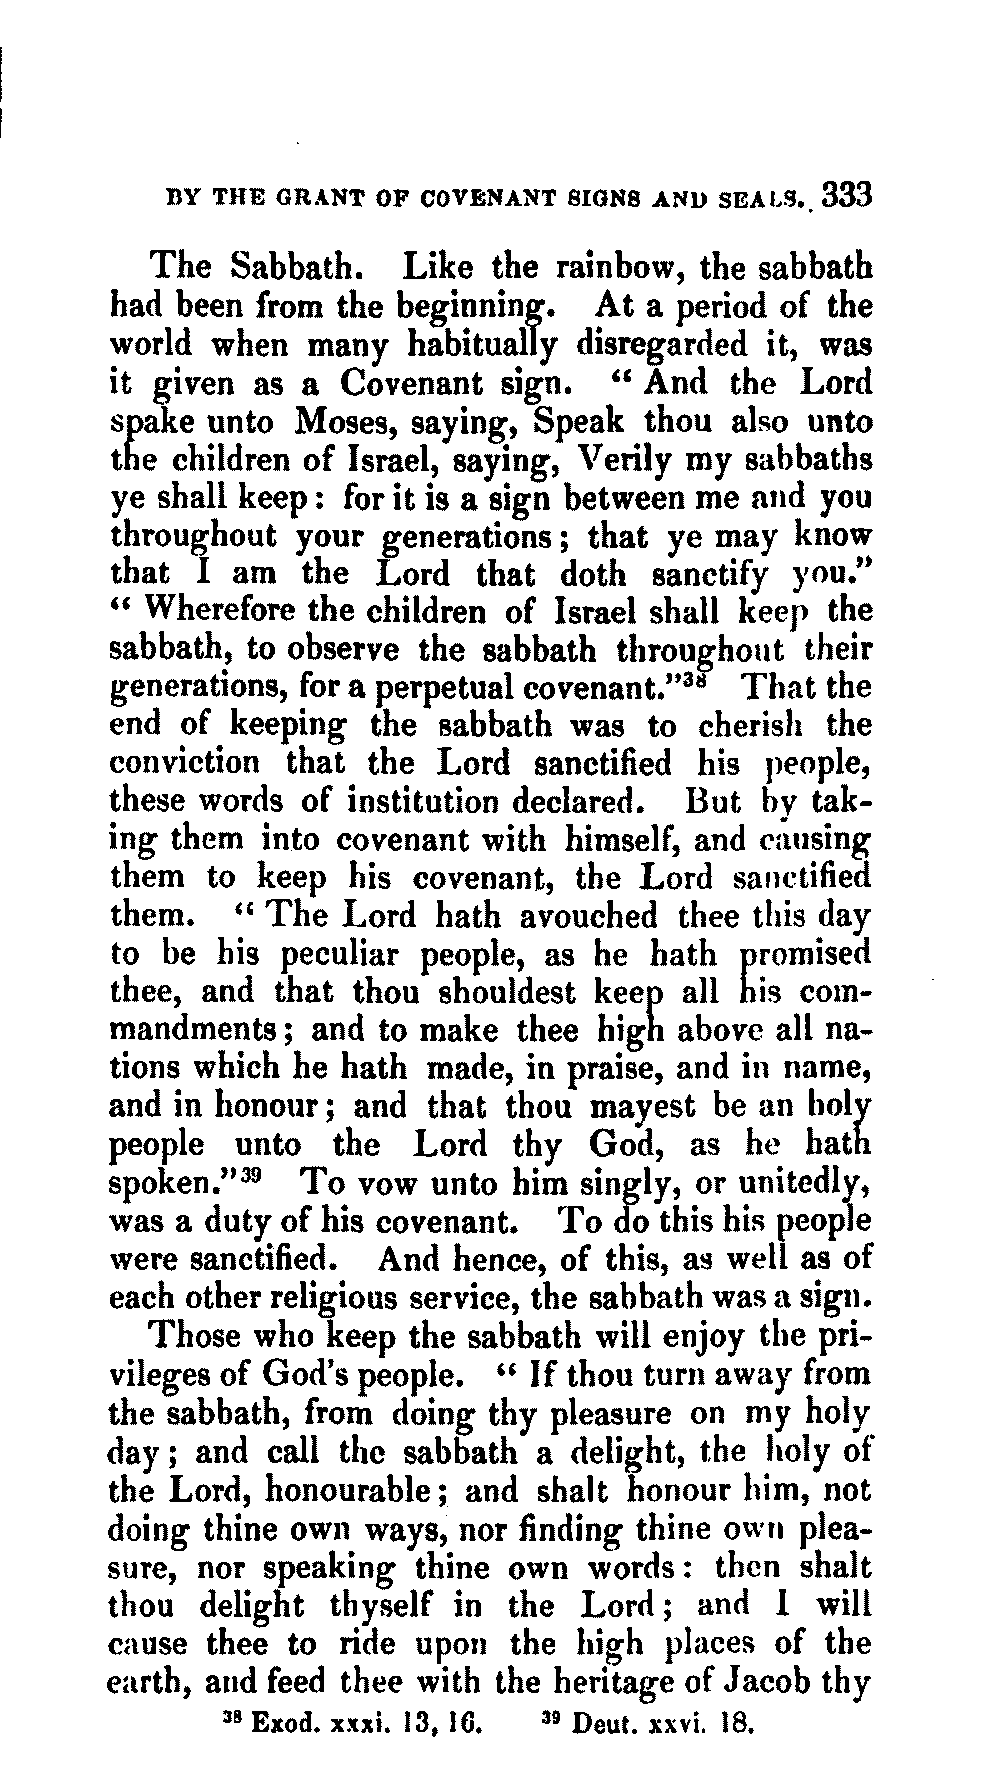 BY THE GRANT OF COVENANT SIGNS AND SEALS. 333
The Sabbath. Like the rainbow, the sabbath
had been from the beginning. At a period of the
world when many habitually disregarded it, was
it given as a Covenant sign. “ And the Lord
spake unto Moses, saying, Speak thou also unto
the children of Israel, saying, Verily my sabbaths
ye shall keep : for it is a sign between me and you
throughout your generations ; that ye may know
that I am the Lord that doth sanctify you.”
“ Wherefore the children of Israel shall keep the
sabbath, to observe the sabbath throughout their
generations, for a perpetual covenant.”³⁸ That the
end of keeping the sabbath was to cherish the
conviction that the Lord sanctified his people,
these words of institution declared. But by tak-
ing them into covenant with himself, and causing
them to keep his covenant, the Lord sanctified
them. “ The Lord hath avouched thee this day
to be his peculiar people, as he hath promised
thee, and that thou shouldest keep all his com-
mandments ; and to make thee high above all na-
tions which he hath made, in praise, and in name,
and in honour ; and that thou mayest be an holy
people unto the Lord thy God, as he hath
spoken.”³⁹ To vow unto him singly, or unitedly,
was a duty of his covenant. To do this his people
were sanctified. And hence, of this, as well as of
each other religious service, the sabbath was a sign.
Those who keep the sabbath will enjoy the pri-
vileges of God's people. “ If thou turn away from
the sabbath, from doing thy pleasure on my holy
day ; and call the sabbath a delight, the holy of
the Lord, honourable ; and shalt honour him, not
doing thine own ways, nor finding thine own plea-
sure, nor speaking thine own words : then shalt
thou delight thyself in the Lord ; and I will
cause thee to ride upon the high places of the
earth, and feed thee with the heritage of Jacob thy
³⁸ Exod. xxxi. 13, 16. ³⁹ Deut. xxvi. 18.